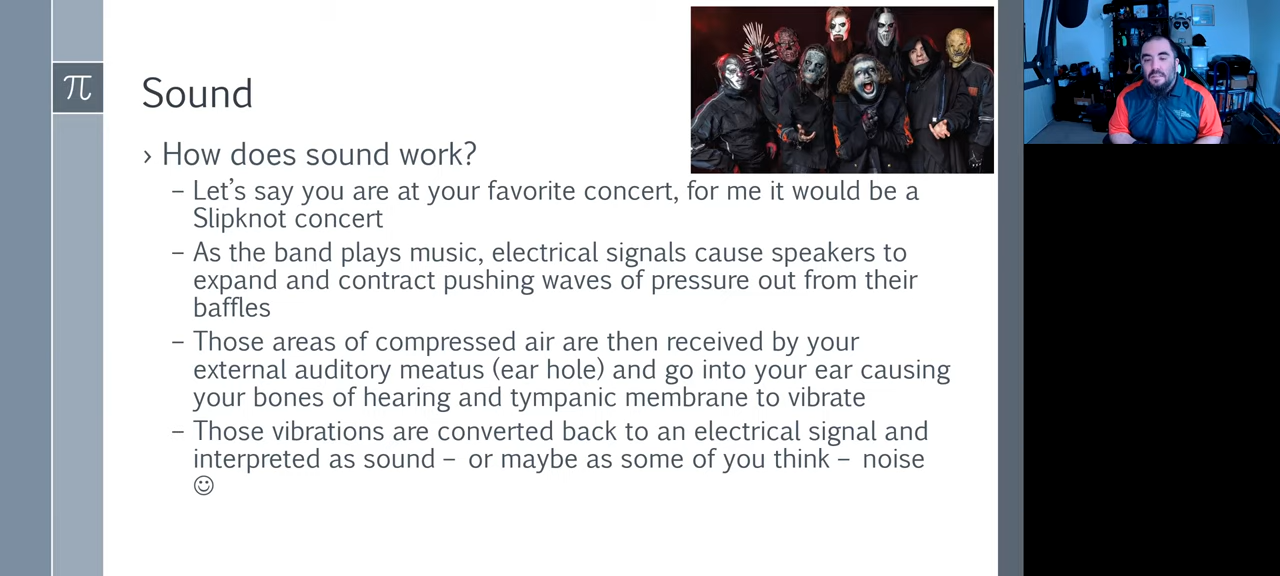 π
Sound
› How does sound work?
– Let’s say you are at your favorite concert, for me it would be a
Slipknot concert
– As the band plays music, electrical signals cause speakers to
expand and contract pushing waves of pressure out from their
baffles
– Those areas of compressed air are then received by your
external auditory meatus (ear hole) and go into your ear causing
your bones of hearing and tympanic membrane to vibrate
– Those vibrations are converted back to an electrical signal and
interpreted as sound – or maybe as some of you think – noise
☺